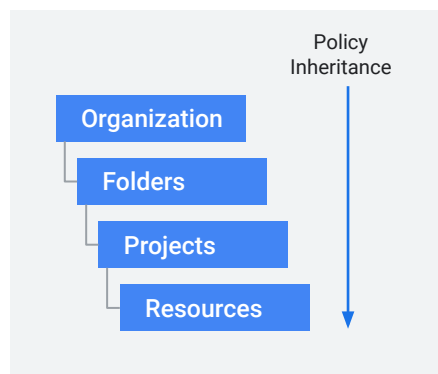 Policy
Inheritance
Organization
Folders
Projects
Resources